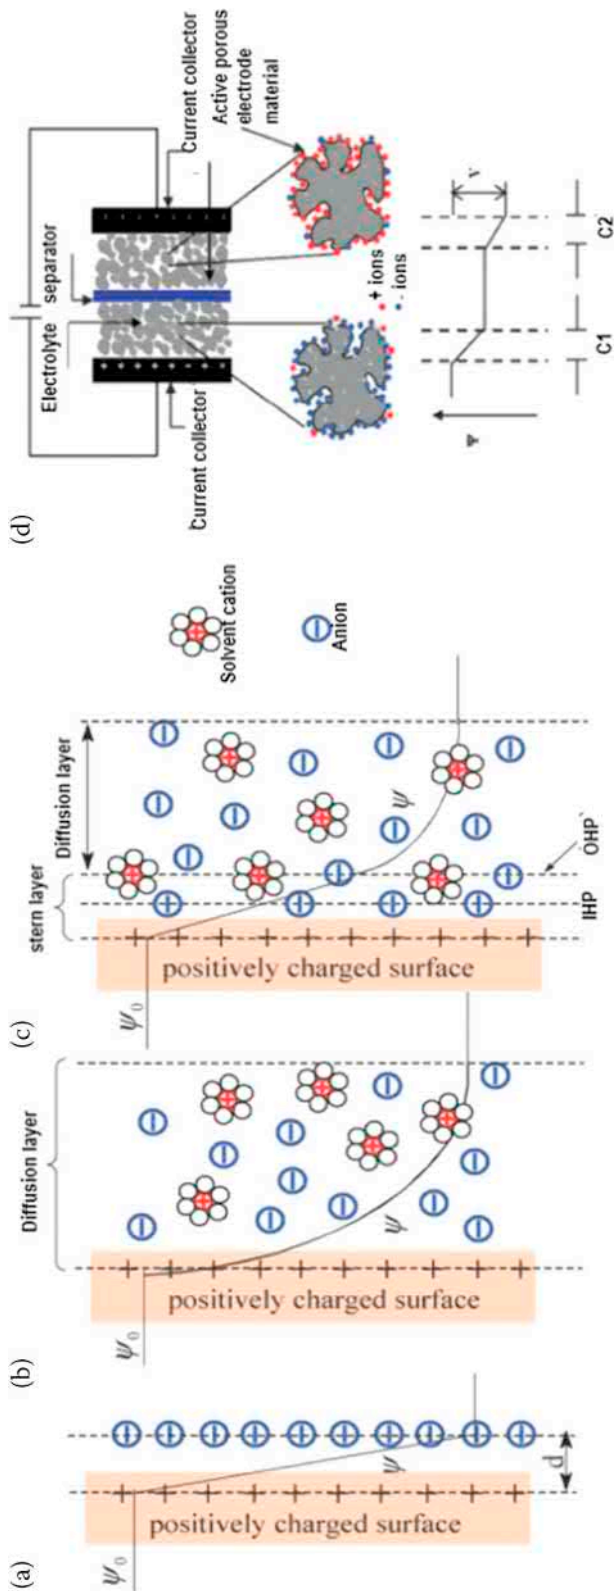 (a)
ψ₀
positively charged surface
ψ
d
(b)
Diffusion layer
ψ₀
positively charged surface
ψ
(c)
stern layer
Diffusion layer
ψ₀
positively charged surface
ψ
IHP
OHP
Solvent cation
Anion
(d)
Electrolyte
separator
Current collector
Active porous
electrode
material
Current collector
+ ions
- ions
Ψ
C1
C2